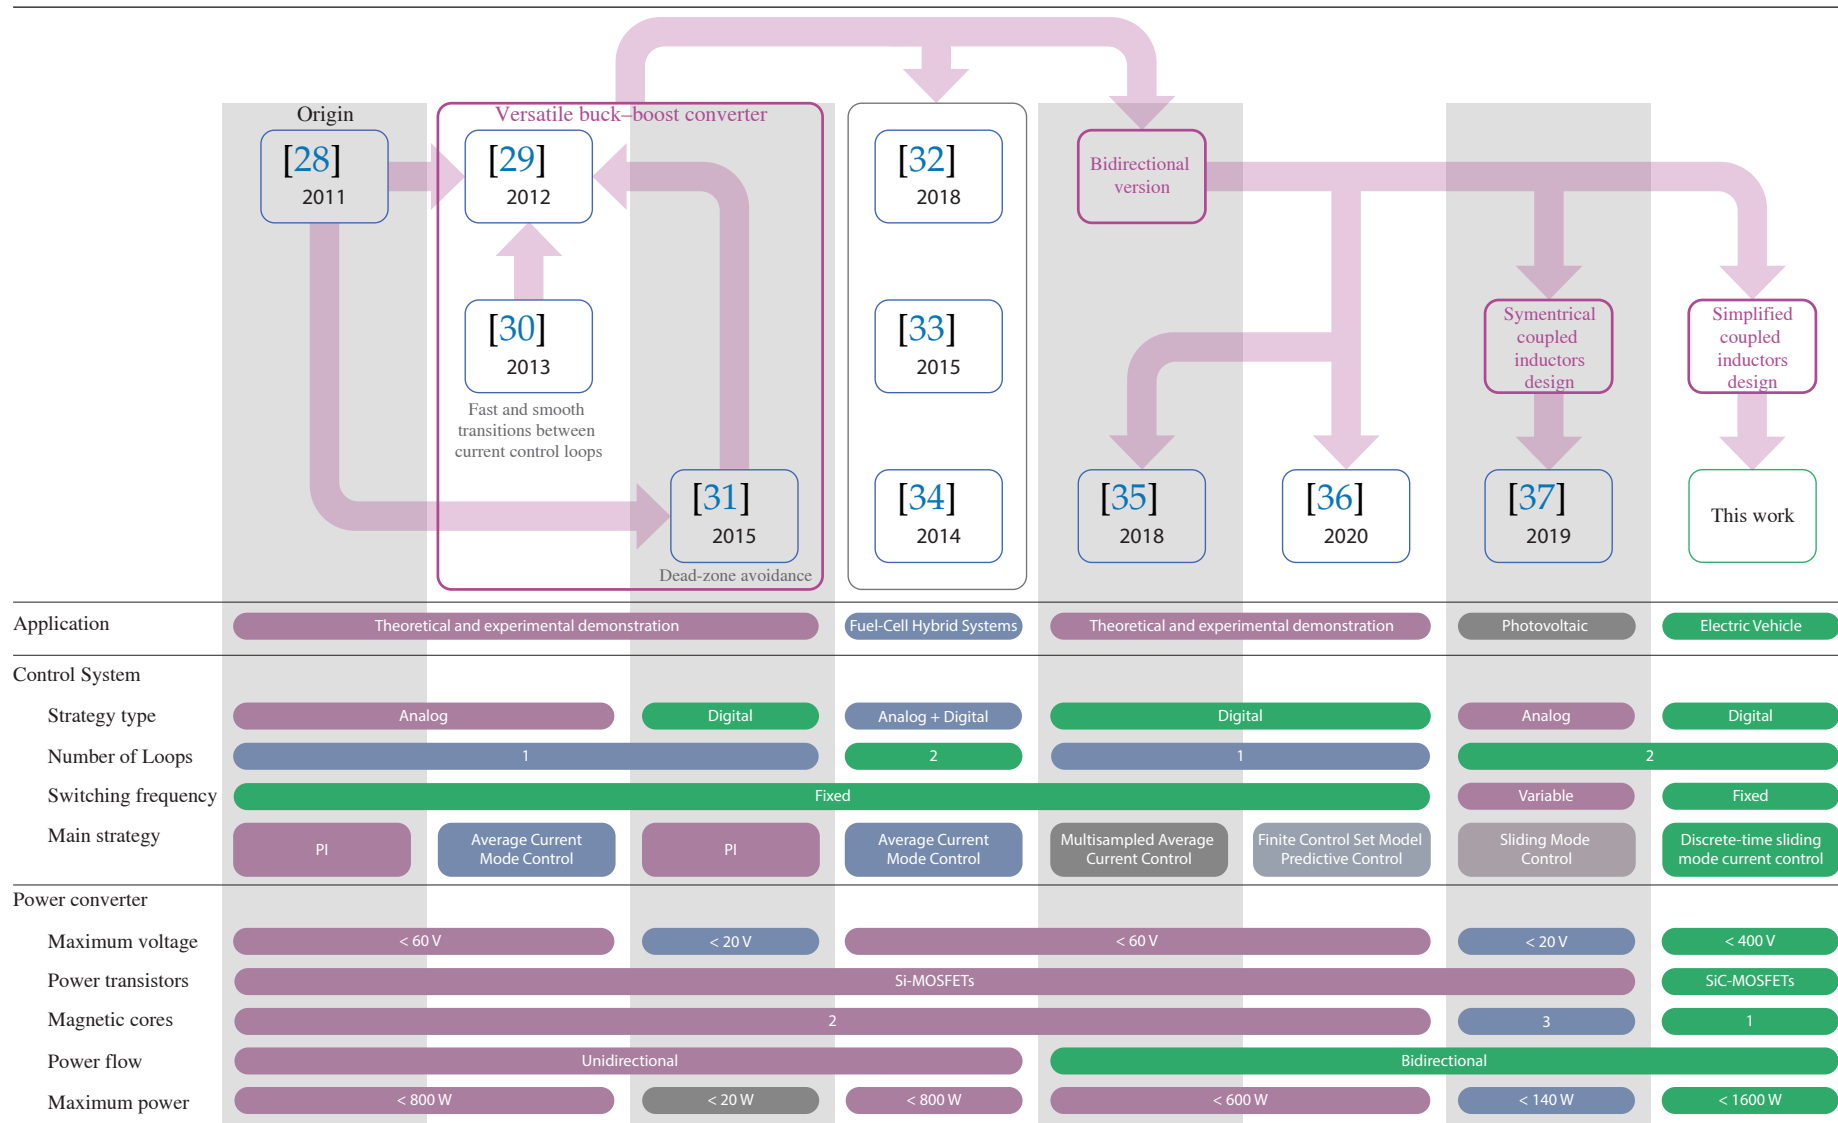 Origin
Versatile buck–boost converter
[28]
2011
[29]
2012
[32]
2018
Bidirectional
version
[30]
2013
Fast and smooth
transitions between
current control loops
[33]
2015
Symentrical
coupled
inductors
design
Simplified
coupled
inductors
design
[31]
2015
Dead-zone avoidance
[34]
2014
[35]
2018
[36]
2020
[37]
2019
This work
Application
Theoretical and experimental demonstration
Fuel-Cell Hybrid Systems
Theoretical and experimental demonstration
Photovoltaic
Electric Vehicle
Control System
Strategy type
Analog
Digital
Analog + Digital
Digital
Analog
Digital
Number of Loops
1
2
1
2
Switching frequency
Fixed
Variable
Fixed
Main strategy
PI
Average Current
Mode Control
PI
Average Current
Mode Control
Multisampled Average
Current Control
Finite Control Set Model
Predictive Control
Sliding Mode
Control
Discrete-time sliding
mode current control
Power converter
Maximum voltage
< 60 V
< 20 V
< 60 V
< 20 V
< 400 V
Power transistors
Si-MOSFETs
SiC-MOSFETs
Magnetic cores
2
3
1
Power flow
Unidirectional
Bidirectional
Maximum power
< 800 W
< 20 W
< 800 W
< 600 W
< 140 W
< 1600 W